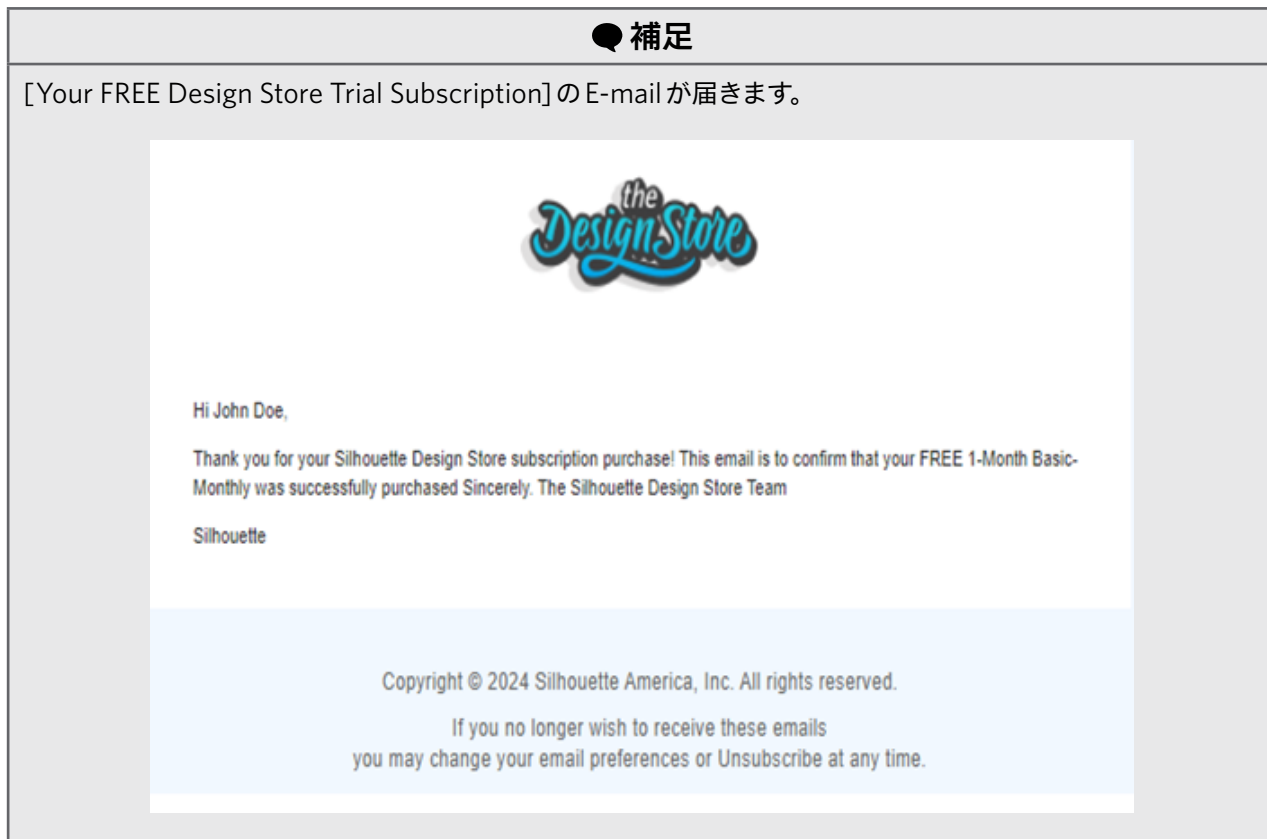 補足
[Your FREE Design Store Trial Subscription]のE-mailが届きます。
the
Design Store
Hi John Doe,
Thank you for your Silhouette Design Store subscription purchase! This email is to confirm that your FREE 1-Month Basic-
Monthly was successfully purchased Sincerely. The Silhouette Design Store Team
Silhouette
Copyright © 2024 Silhouette America, Inc. All rights reserved.
If you no longer wish to receive these emails
you may change your email preferences or Unsubscribe at any time.